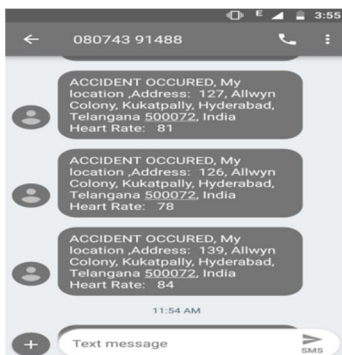 E 3:55
080743 91488
ACCIDENT OCCURED, My
location ,Address: 127, Allwyn
Colony, Kukatpally, Hyderabad,
Telangana 500072, India
Heart Rate: 81
ACCIDENT OCCURED, My
location ,Address: 126, Allwyn
Colony, Kukatpally, Hyderabad,
Telangana 500072, India
Heart Rate: 78
ACCIDENT OCCURED, My
location ,Address: 139, Allwyn
Colony, Kukatpally, Hyderabad,
Telangana 500072, India
Heart Rate: 84
11:54 AM
Text message
SMS